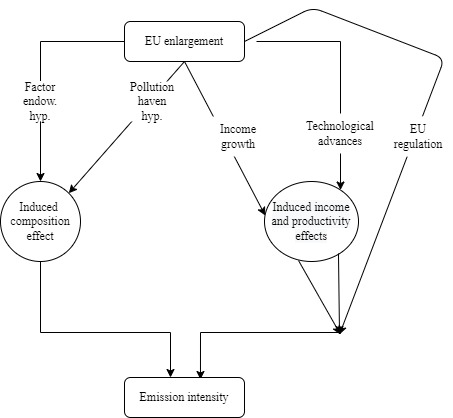 EU enlargement
Factor
endow.
hyp.
Pollution
haven
hyp.
Income
growth
Technological
advances
EU
regulation
Induced
composition
effect
Induced income
and productivity
effects
Emission intensity